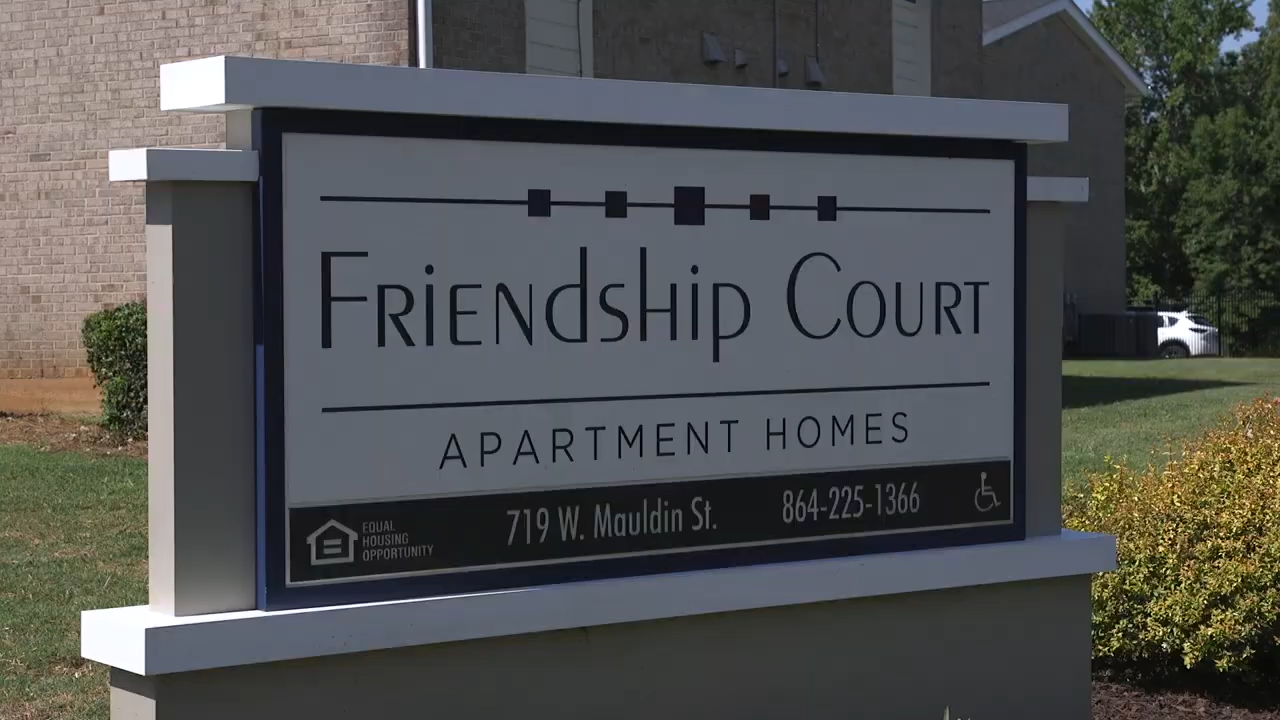 Friendship Court
APARTMENT HOMES
EQUAL
HOUSING
OPPORTUNITY
719 W. Mauldin St.
864-225-1366